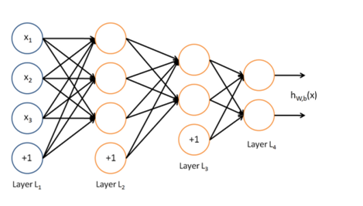 x₁
x₂
x₃
+1
Layer L₁
+1
Layer L₂
+1
Layer L₃
Layer L₄
hW,b(x)